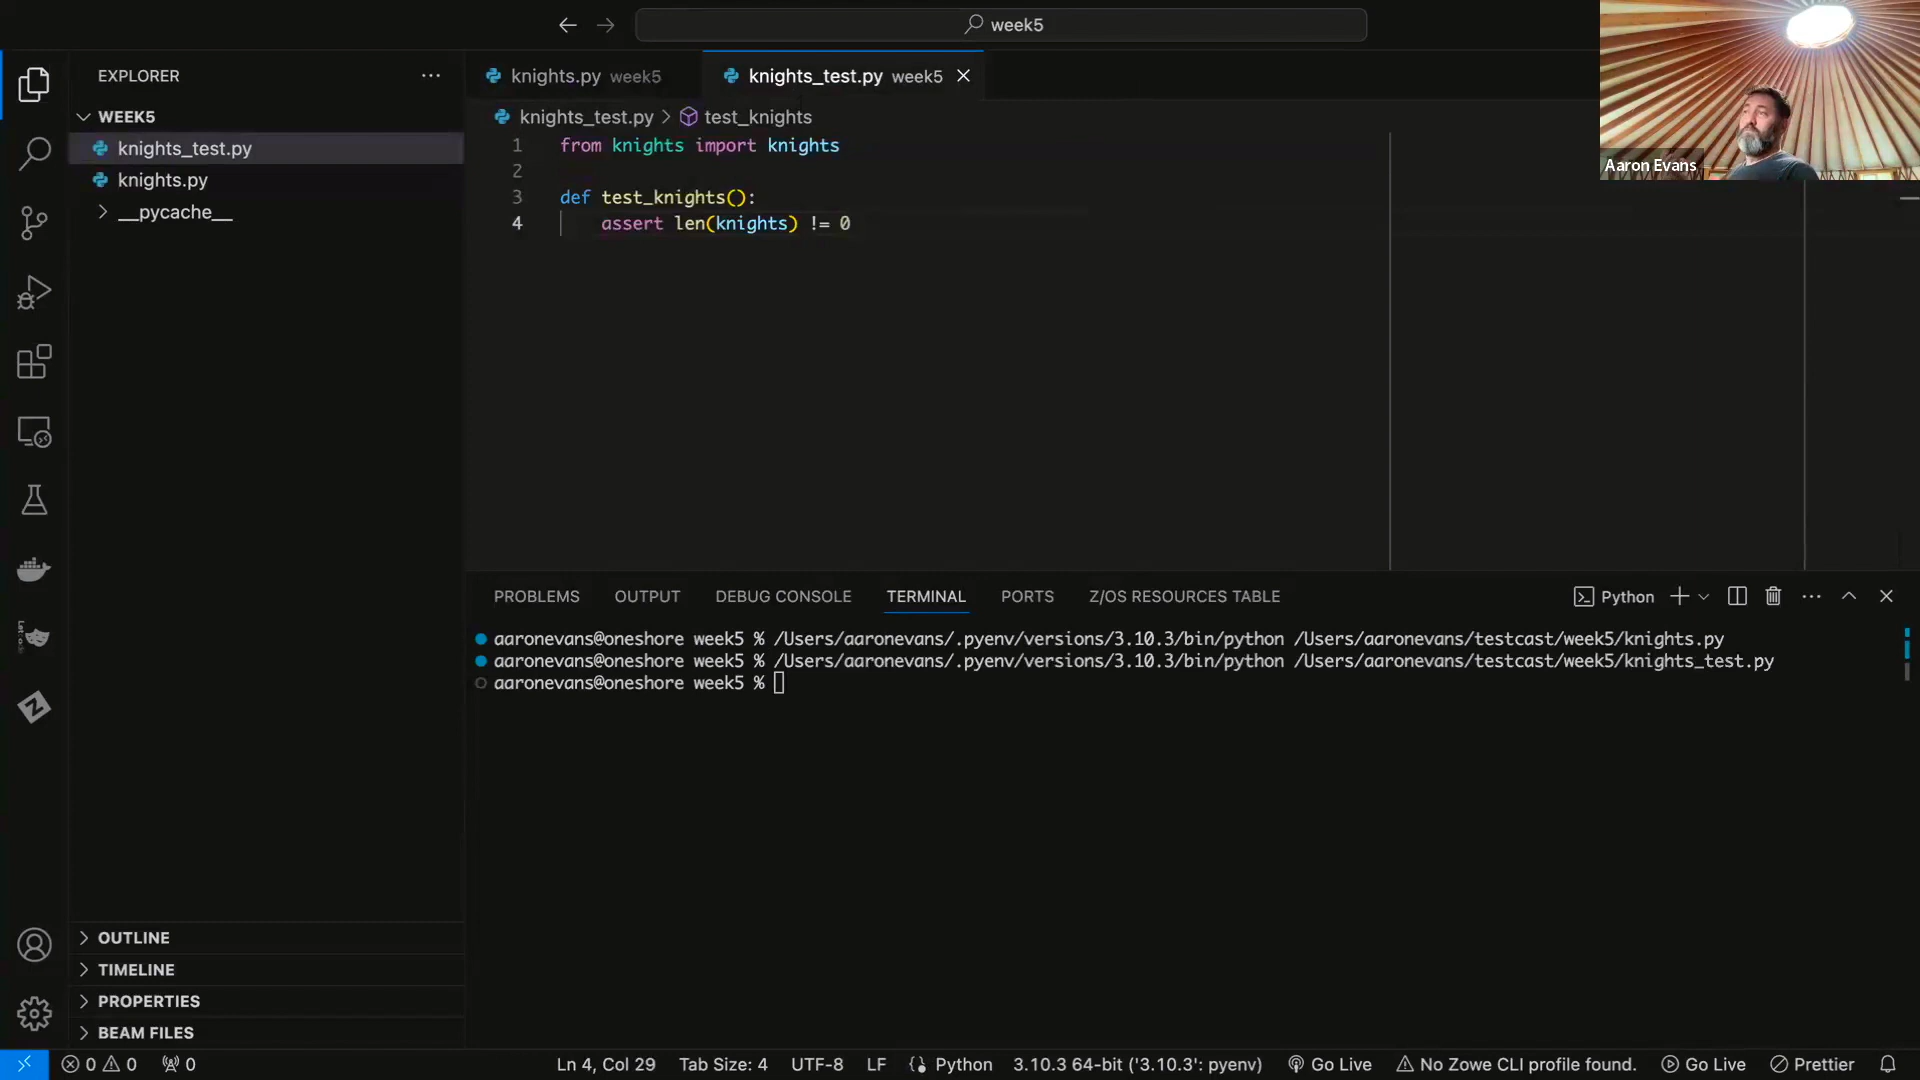 week5
Aaron Evans
EXPLORER
WEEK5
knights_test.py
knights.py
__pycache__
OUTLINE
TIMELINE
PROPERTIES
BEAM FILES
knights.py week5
knights_test.py week5
knights_test.py > test_knights
1 from knights import knights
2
3 def test_knights():
4 assert len(knights) != 0
PROBLEMS OUTPUT DEBUG CONSOLE TERMINAL PORTS Z/OS RESOURCES TABLE
Python
aaronevans@oneshore week5 % /Users/aaronevans/.pyenv/versions/3.10.3/bin/python /Users/aaronevans/testcast/week5/knights.py
aaronevans@oneshore week5 % /Users/aaronevans/.pyenv/versions/3.10.3/bin/python /Users/aaronevans/testcast/week5/knights_test.py
aaronevans@oneshore week5 %
0 0 0 Ln 4, Col 29 Tab Size: 4 UTF-8 LF Python 3.10.3 64-bit ('3.10.3': pyenv) Go Live No Zowe CLI profile found. Go Live Prettier